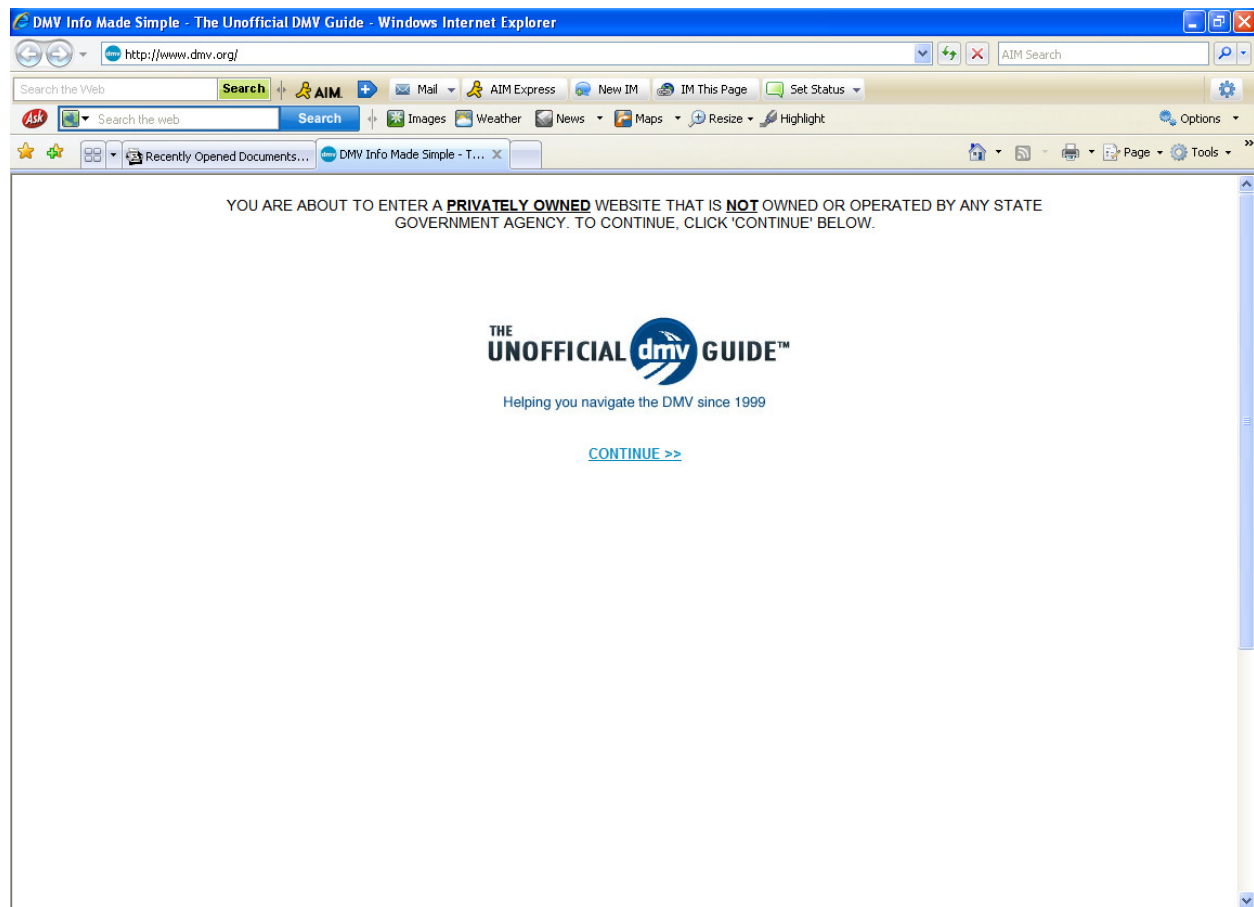 DMV Info Made Simple - The Unofficial DMV Guide - Windows Internet Explorer
http://www.dmv.org/
AIM Search
Search the Web
Search
AIM.
Mail
AIM Express
New IM
IM This Page
Set Status
Ask
Search the web
Search
Images
Weather
News
Maps
Resize
Highlight
Options
Recently Opened Documents...
DMV Info Made Simple - T...
Page
Tools
YOU ARE ABOUT TO ENTER A PRIVATELY OWNED WEBSITE THAT IS NOT OWNED OR OPERATED BY ANY STATE
GOVERNMENT AGENCY. TO CONTINUE, CLICK 'CONTINUE' BELOW.
THE
UNOFFICIAL dmv GUIDE™
Helping you navigate the DMV since 1999
CONTINUE >>